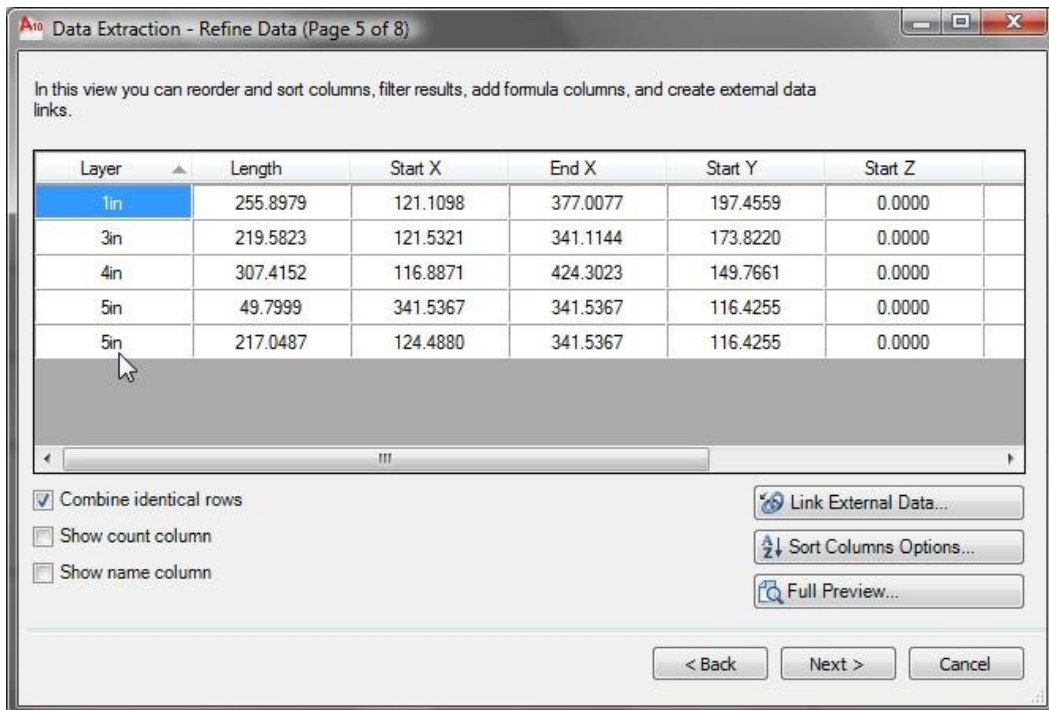 A10 Data Extraction - Refine Data (Page 5 of 8)
In this view you can reorder and sort columns, filter results, add formula columns, and create external data
links.
Layer Length Start X End X Start Y Start Z
1in 255.8979 121.1098 377.0077 197.4559 0.0000
3in 219.5823 121.5321 341.1144 173.8220 0.0000
4in 307.4152 116.8871 424.3023 149.7661 0.0000
5in 49.7999 341.5367 341.5367 116.4255 0.0000
5in 217.0487 124.4880 341.5367 116.4255 0.0000
Combine identical rows
Show count column
Show name column
Link External Data...
AZ Sort Columns Options...
Full Preview...
< Back Next > Cancel